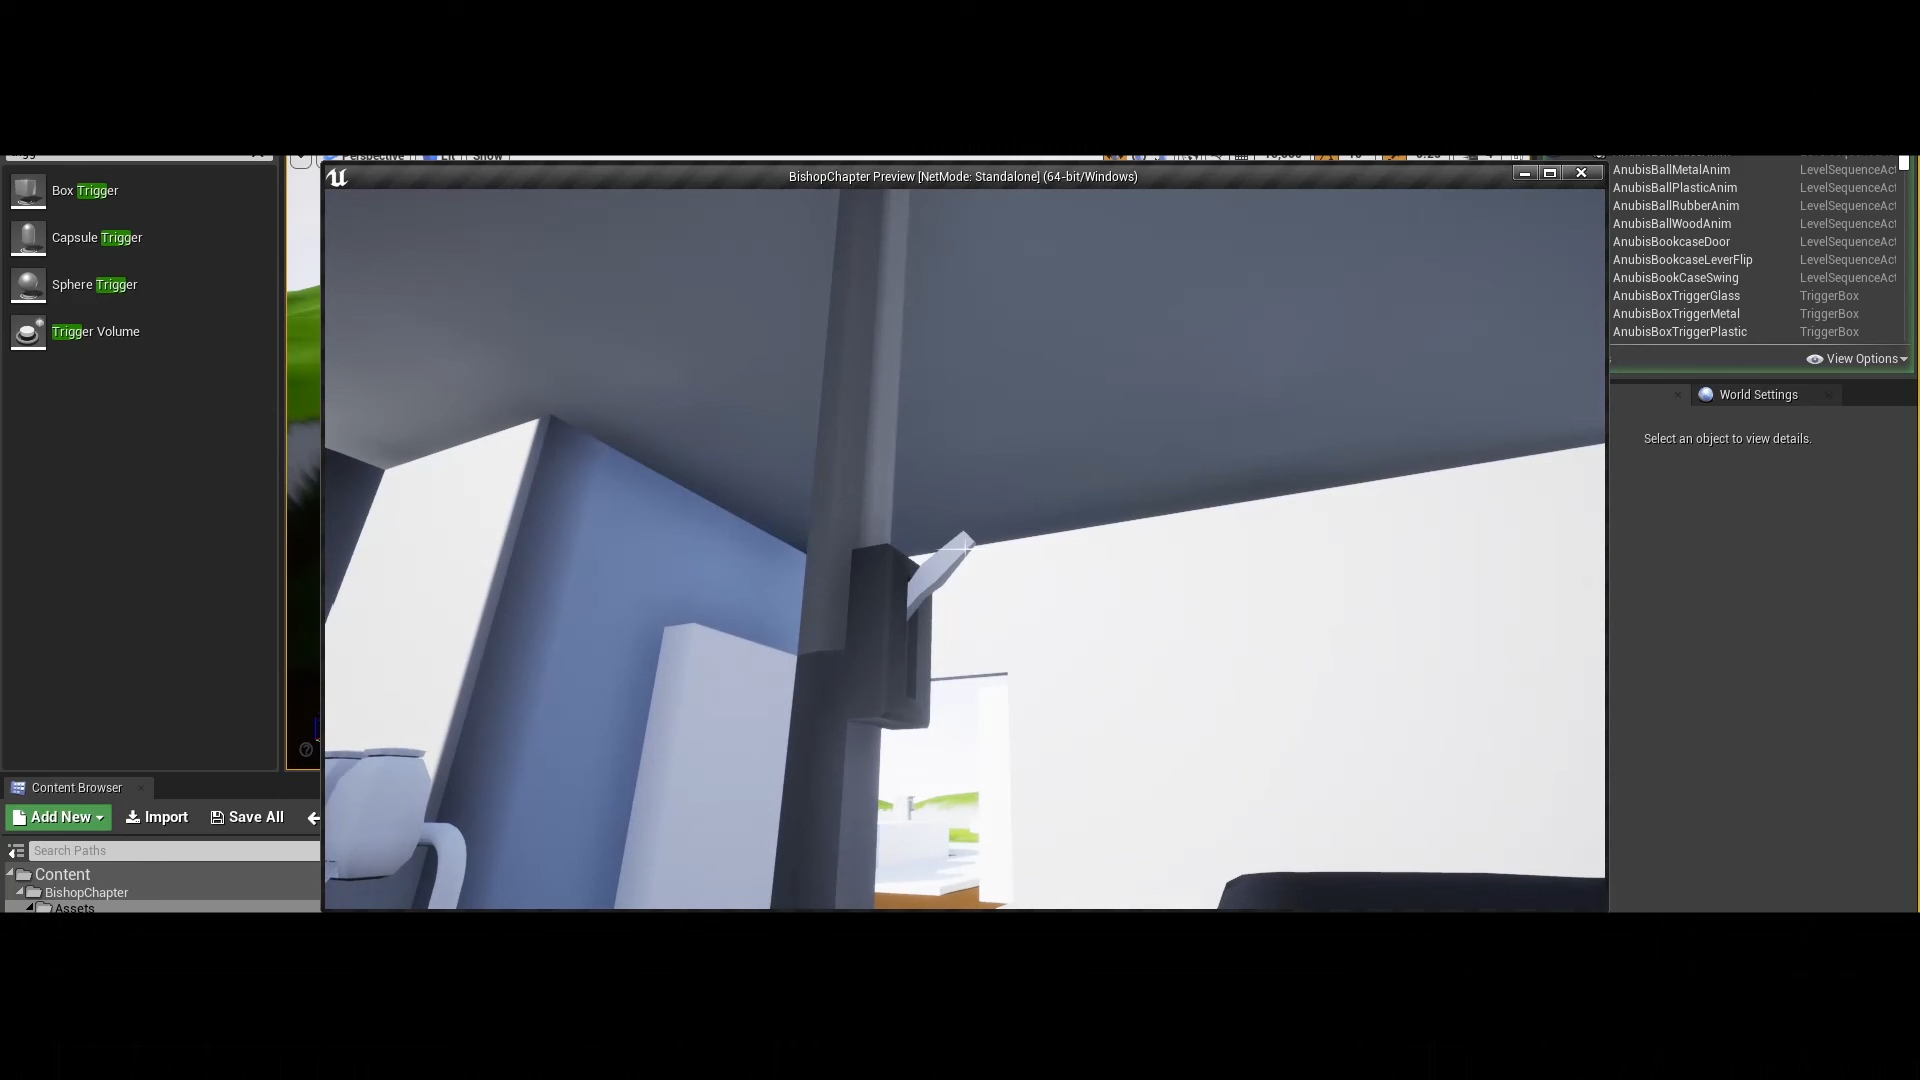 Perspective Lit Show
BishopChapter Preview [NetMode: Standalone] (64-bit/Windows)
Box Trigger
Capsule Trigger
Sphere Trigger
Trigger Volume
AnubisBallMetalAnim LevelSequenceAct
AnubisBallPlasticAnim LevelSequenceAct
AnubisBallRubberAnim LevelSequenceAct
AnubisBallWoodAnim LevelSequenceAct
AnubisBookcaseDoor LevelSequenceAct
AnubisBookcaseLeverFlip LevelSequenceAct
AnubisBookCaseSwing LevelSequenceAct
AnubisBoxTriggerGlass TriggerBox
AnubisBoxTriggerMetal TriggerBox
AnubisBoxTriggerPlastic TriggerBox
View Options
World Settings
Select an object to view details.
Content Browser
Add New Import Save All
Search Paths
Content
BishopChapter
Assets